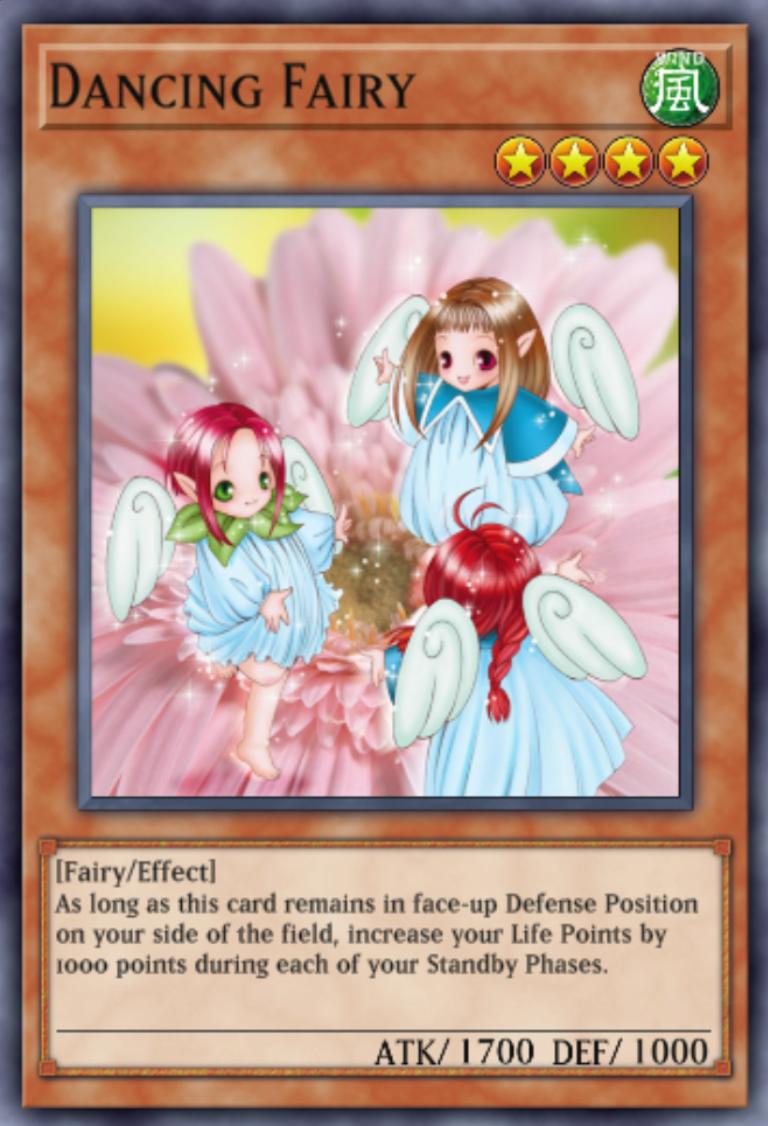 Dancing Fairy
WIND
風
[Fairy/Effect]
As long as this card remains in face-up Defense Position
on your side of the field, increase your Life Points by
1000 points during each of your Standby Phases.
ATK/ 1700 DEF/ 1000